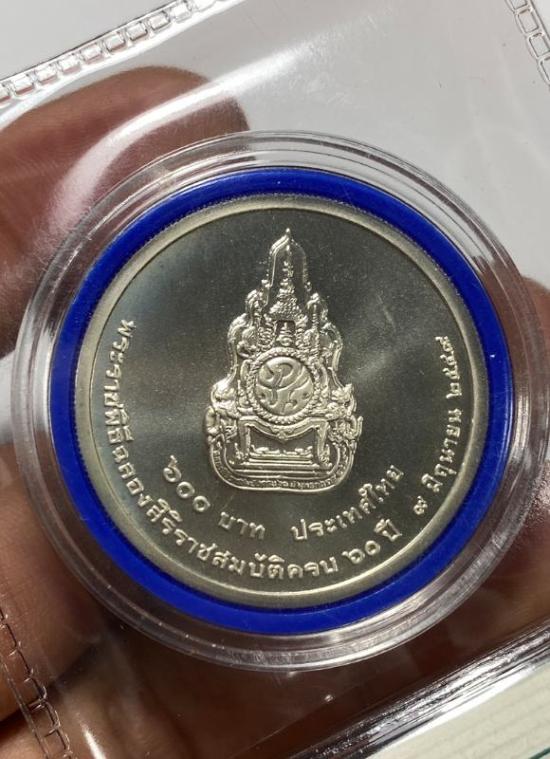 พระราชพิธีฉลองสิริราชสมบัติครบ ๖๐ ปี ๙ มิถุนายน ๒๕๔๙
๖๐๐ บาท ประเทศไทย